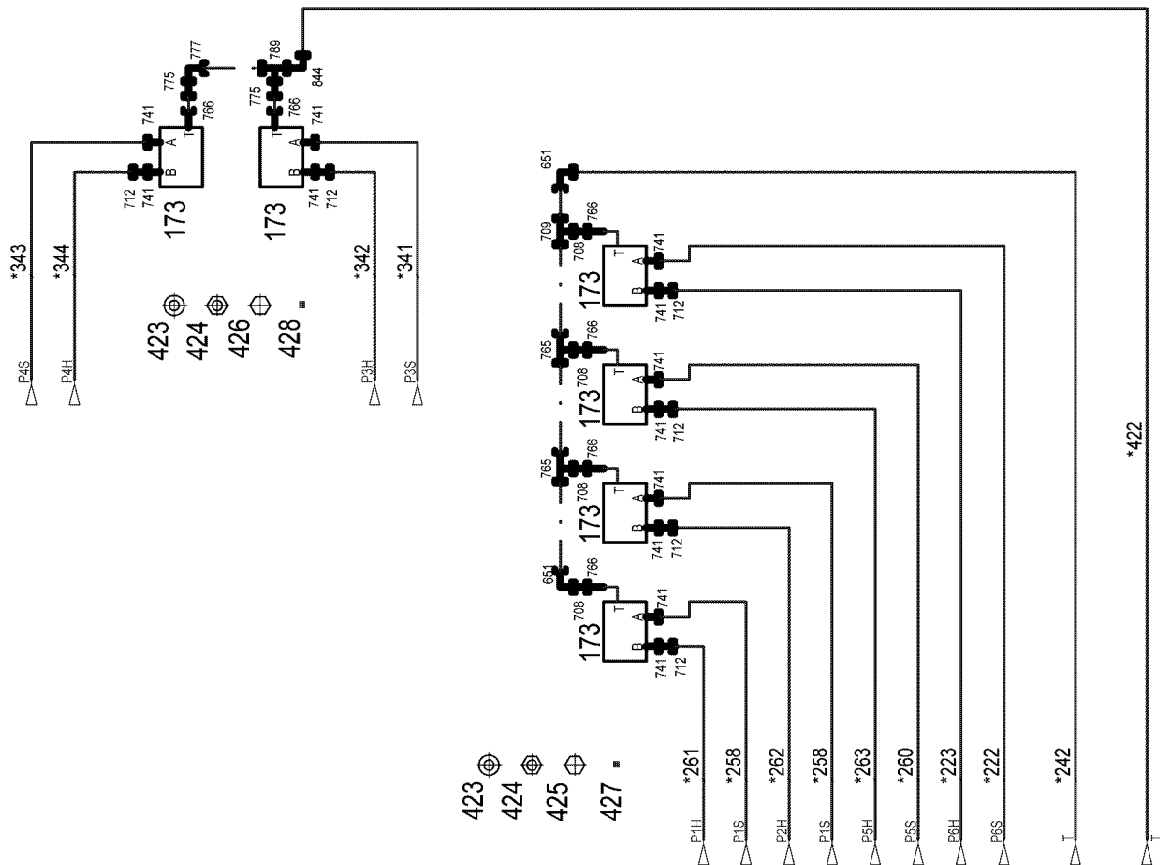 777
789
775
775
844
766
766
741
741
T
T
A
B
B
A
712
741
741
712
173
173
*343
*344
*342
*341
423
424
426
428
P4S
P4H
P3H
P3S
651
709
766
708
T
173
B
A
741
741
712
765
766
708
T
173
B
A
741
741
712
765
766
708
T
173
B
A
741
741
712
651
766
708
T
173
B
A
741
741
712
423
424
425
427
*261
*258
*262
*258
*263
*260
*223
*222
*242
*422
P1H
P1S
P2H
P1S
P5H
P5S
P6H
P6S
T
T